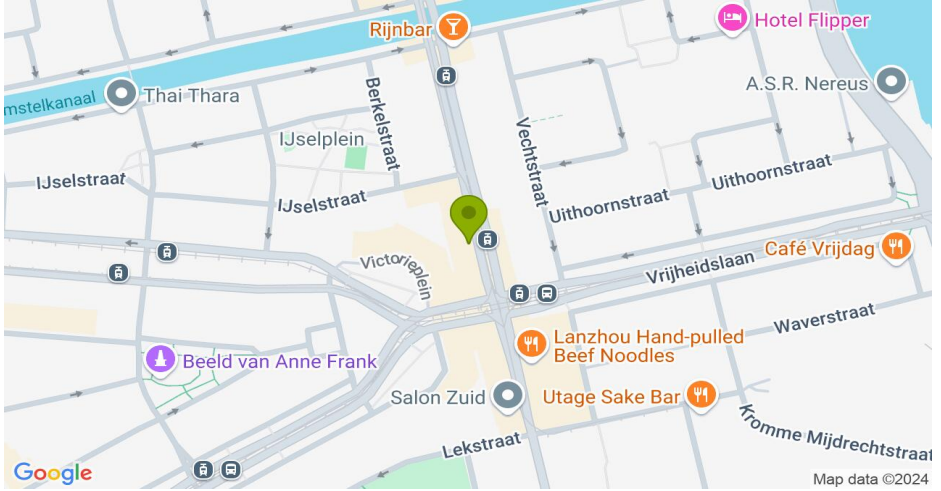 Rijnbar
Hotel Flipper
mstelkanaal
Thai Thara
A.S.R. Nereus
IJselplein
Berkelstraat
Vechtstraat
IJselstraat
IJselstraat
Uithoornstraat
Uithoornstraat
Victorieplein
Café Vrijdag
Vrijheidslaan
Waverstraat
Lanzhou Hand-pulled
Beef Noodles
Beeld van Anne Frank
Salon Zuid
Utage Sake Bar
Lekstraat
Kromme Mijdrechtstraat
Google
Map data ©2024